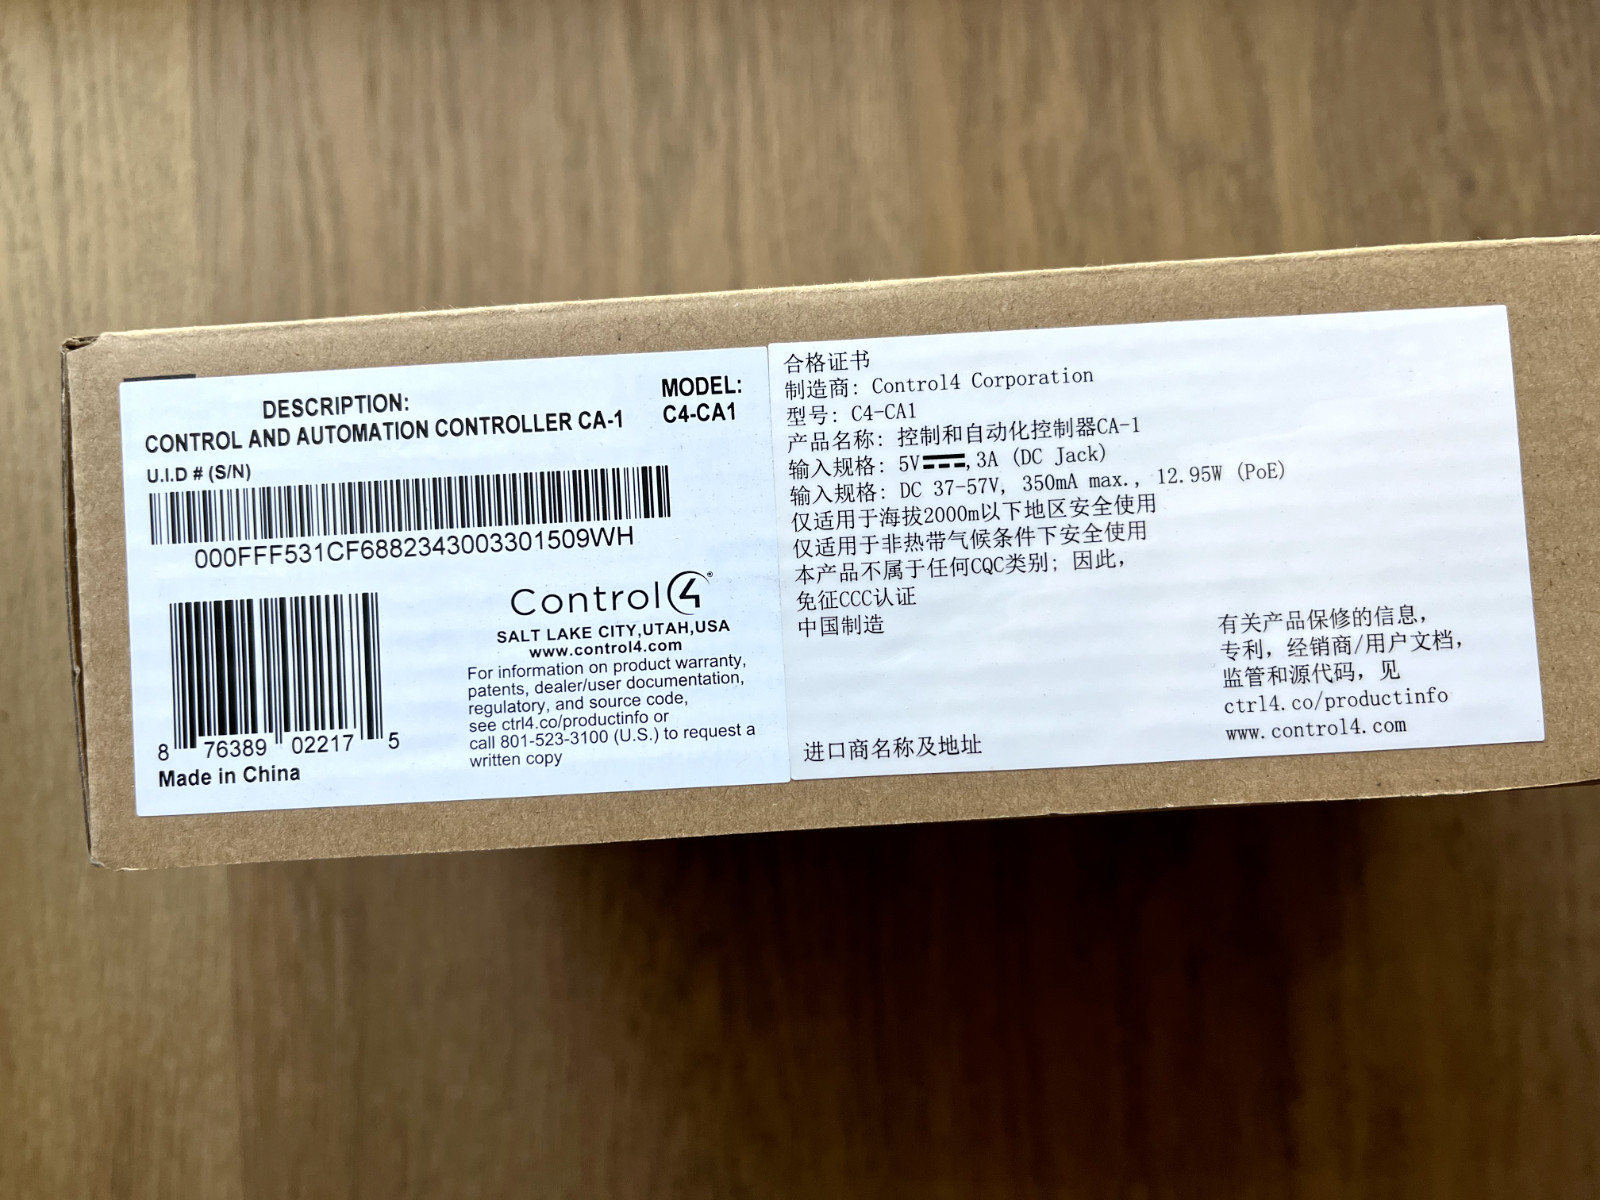 DESCRIPTION:
CONTROL AND AUTOMATION CONTROLLER CA-1
MODEL:
C4-CA1
U.I.D # (S/N)
000FFF531CF6882343003301509WH
8 76389 02217 5
Made in China
Control4®
SALT LAKE CITY,UTAH,USA
www.control4.com
For information on product warranty,
patents, dealer/user documentation,
regulatory, and source code,
see ctrl4.co/productinfo or
call 801-523-3100 (U.S.) to request a
written copy
合格证书
制造商: Control4 Corporation
型号: C4-CA1
产品名称: 控制和自动化控制器CA-1
输入规格: 5V⎓, 3A (DC Jack)
输入规格: DC 37-57V, 350mA max., 12.95W (PoE)
仅适用于海拔2000m以下地区安全使用
仅适用于非热带气候条件下安全使用
本产品不属于任何CQC类别; 因此,
免征CCC认证
中国制造
进口商名称及地址
有关产品保修的信息,
专利, 经销商/用户文档,
监管和源代码, 见
ctrl4.co/productinfo
www.control4.com